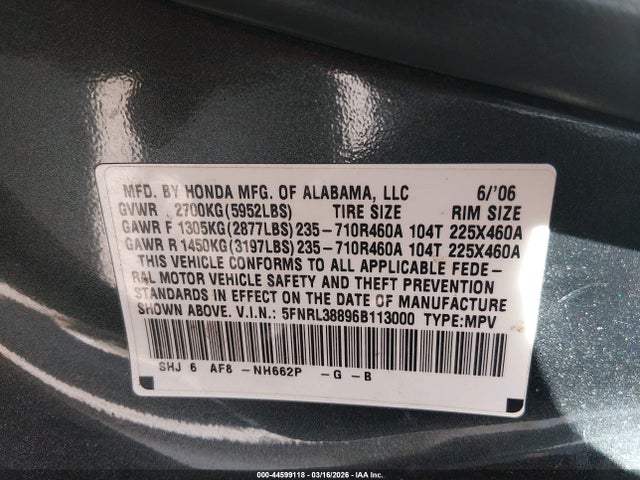 MFD. BY HONDA MFG. OF ALABAMA, LLC 6/'06
GVWR 2700KG(5952LBS) TIRE SIZE RIM SIZE
GAWR F 1305KG(2877LBS)235-710R460A 104T 225X460A
GAWR R 1450KG(3197LBS)235-710R460A 104T 225X460A
THIS VEHICLE CONFORMS TO ALL APPLICABLE FEDE-
RAL MOTOR VEHICLE SAFETY AND THEFT PREVENTION
STANDARDS IN EFFECT ON THE DATE OF MANUFACTURE
SHOWN ABOVE. V.I.N.: 5FNRL38896B113000 TYPE:MPV
SHJ 6 AF8 -NH662P -G -B
000-44599118 - 03/16/2026 - IAA Inc.